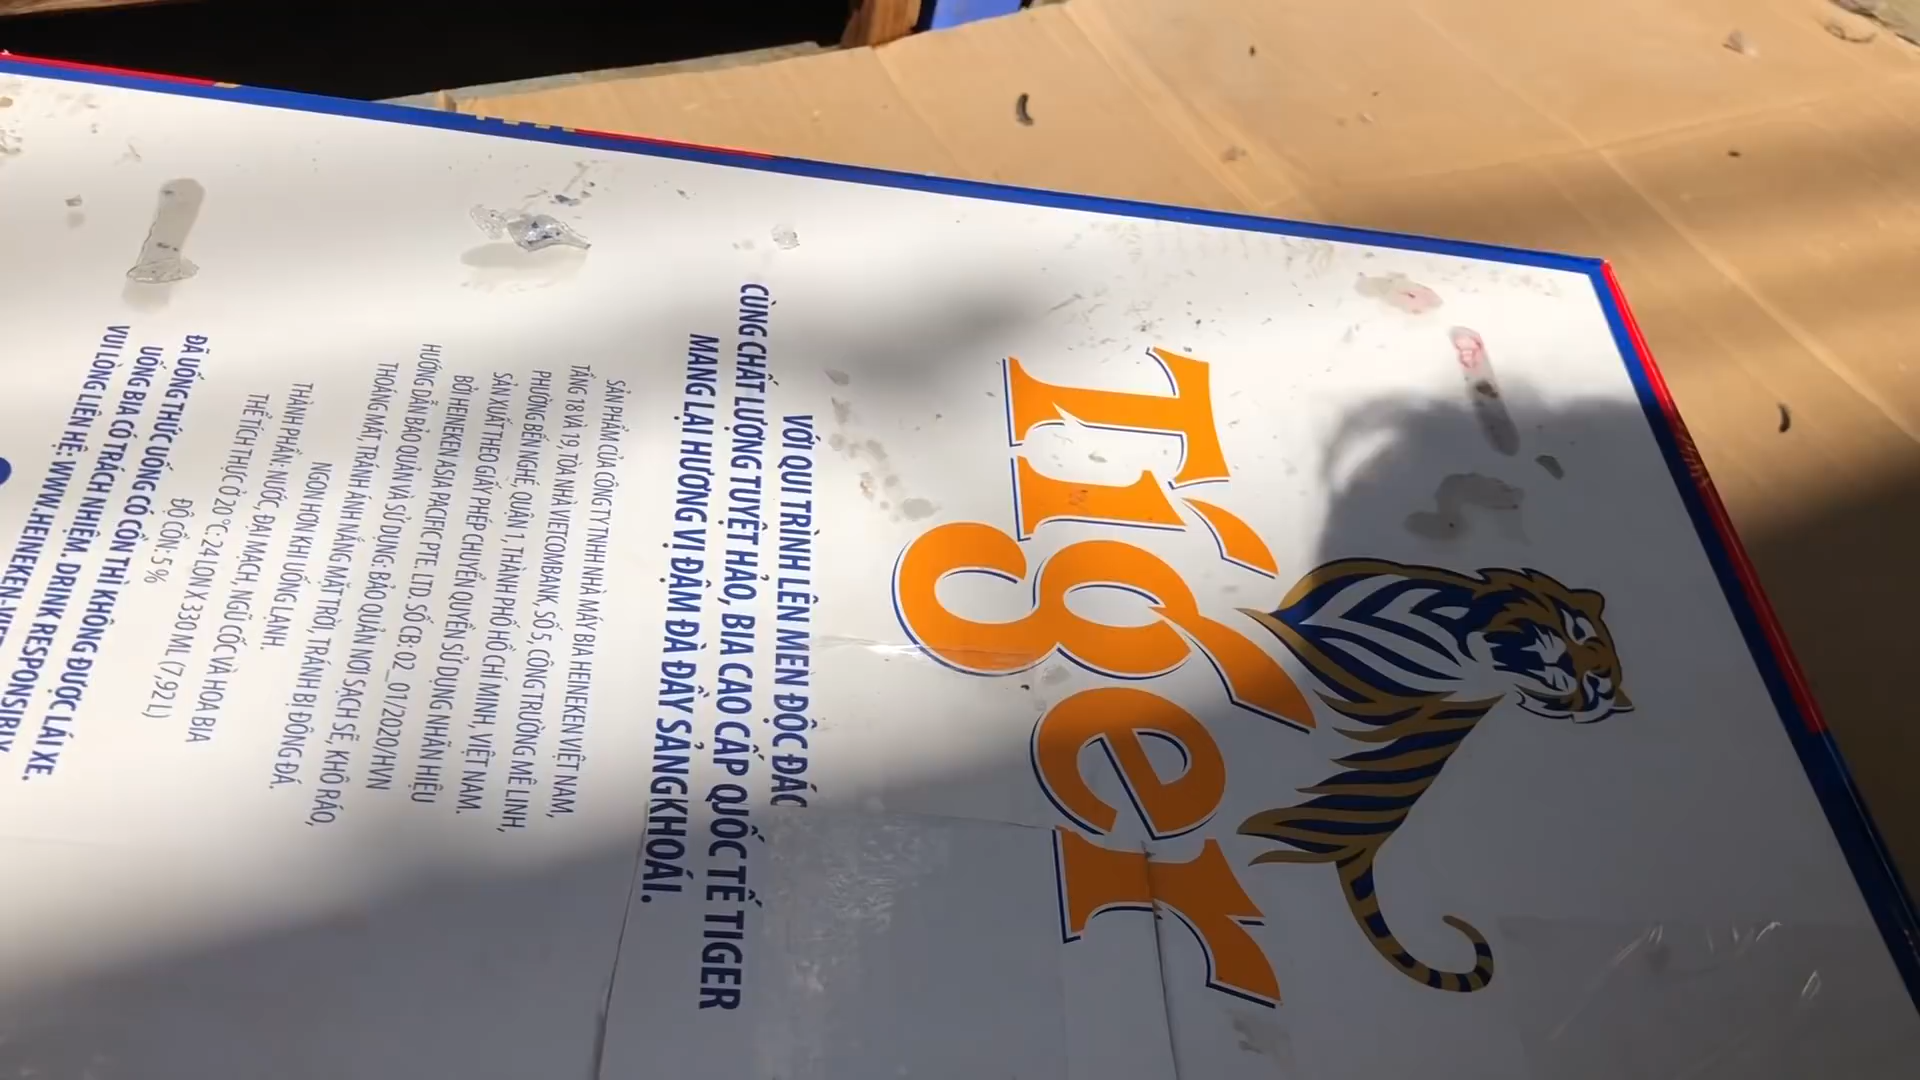 Tiger
VỚI QUI TRÌNH LÊN MEN ĐỘC ĐÁO
CÙNG CHẤT LƯỢNG TUYỆT HẢO, BIA CAO CẤP QUỐC TẾ TIGER
MANG LẠI HƯƠNG VỊ ĐẬM ĐÀ ĐẦY SẢNG KHOÁI.
SẢN PHẨM CỦA CÔNG TY TNHH NHÀ MÁY BIA HEINEKEN VIỆT NAM,
TẦNG 18 VÀ 19, TÒA NHÀ VIETCOMBANK, SỐ 5, CÔNG TRƯỜNG MÊ LINH,
PHƯỜNG BẾN NGHÉ, QUẬN 1, THÀNH PHỐ HỒ CHÍ MINH, VIỆT NAM.
SẢN XUẤT THEO GIẤY PHÉP CHUYỂN QUYỀN SỬ DỤNG NHÃN HIỆU
BỞI HEINEKEN ASIA PACIFIC PTE. LTD, SỐ CB: 02_01/2020/HVN
HƯỚNG DẪN BẢO QUẢN VÀ SỬ DỤNG: BẢO QUẢN NƠI SẠCH SẼ, KHÔ RÁO,
THOÁNG MÁT, TRÁNH ÁNH NẮNG MẶT TRỜI, TRÁNH BỊ ĐÔNG ĐÁ.
NGON HƠN KHI UỐNG LẠNH.
THÀNH PHẦN: NƯỚC, ĐẠI MẠCH, NGŨ CỐC VÀ HOA BIA
THỂ TÍCH THỰC Ở 20°C: 24 LON X 330 ML (7,92 L)
ĐỘ CỒN: 5 %
ĐÃ UỐNG THỨC UỐNG CÓ CỒN THÌ KHÔNG ĐƯỢC LÁI XE.
UỐNG BIA CÓ TRÁCH NHIỆM. DRINK RESPONSIBLY
VUI LÒNG LIÊN HỆ: WWW.HEINEKEN-VIETN